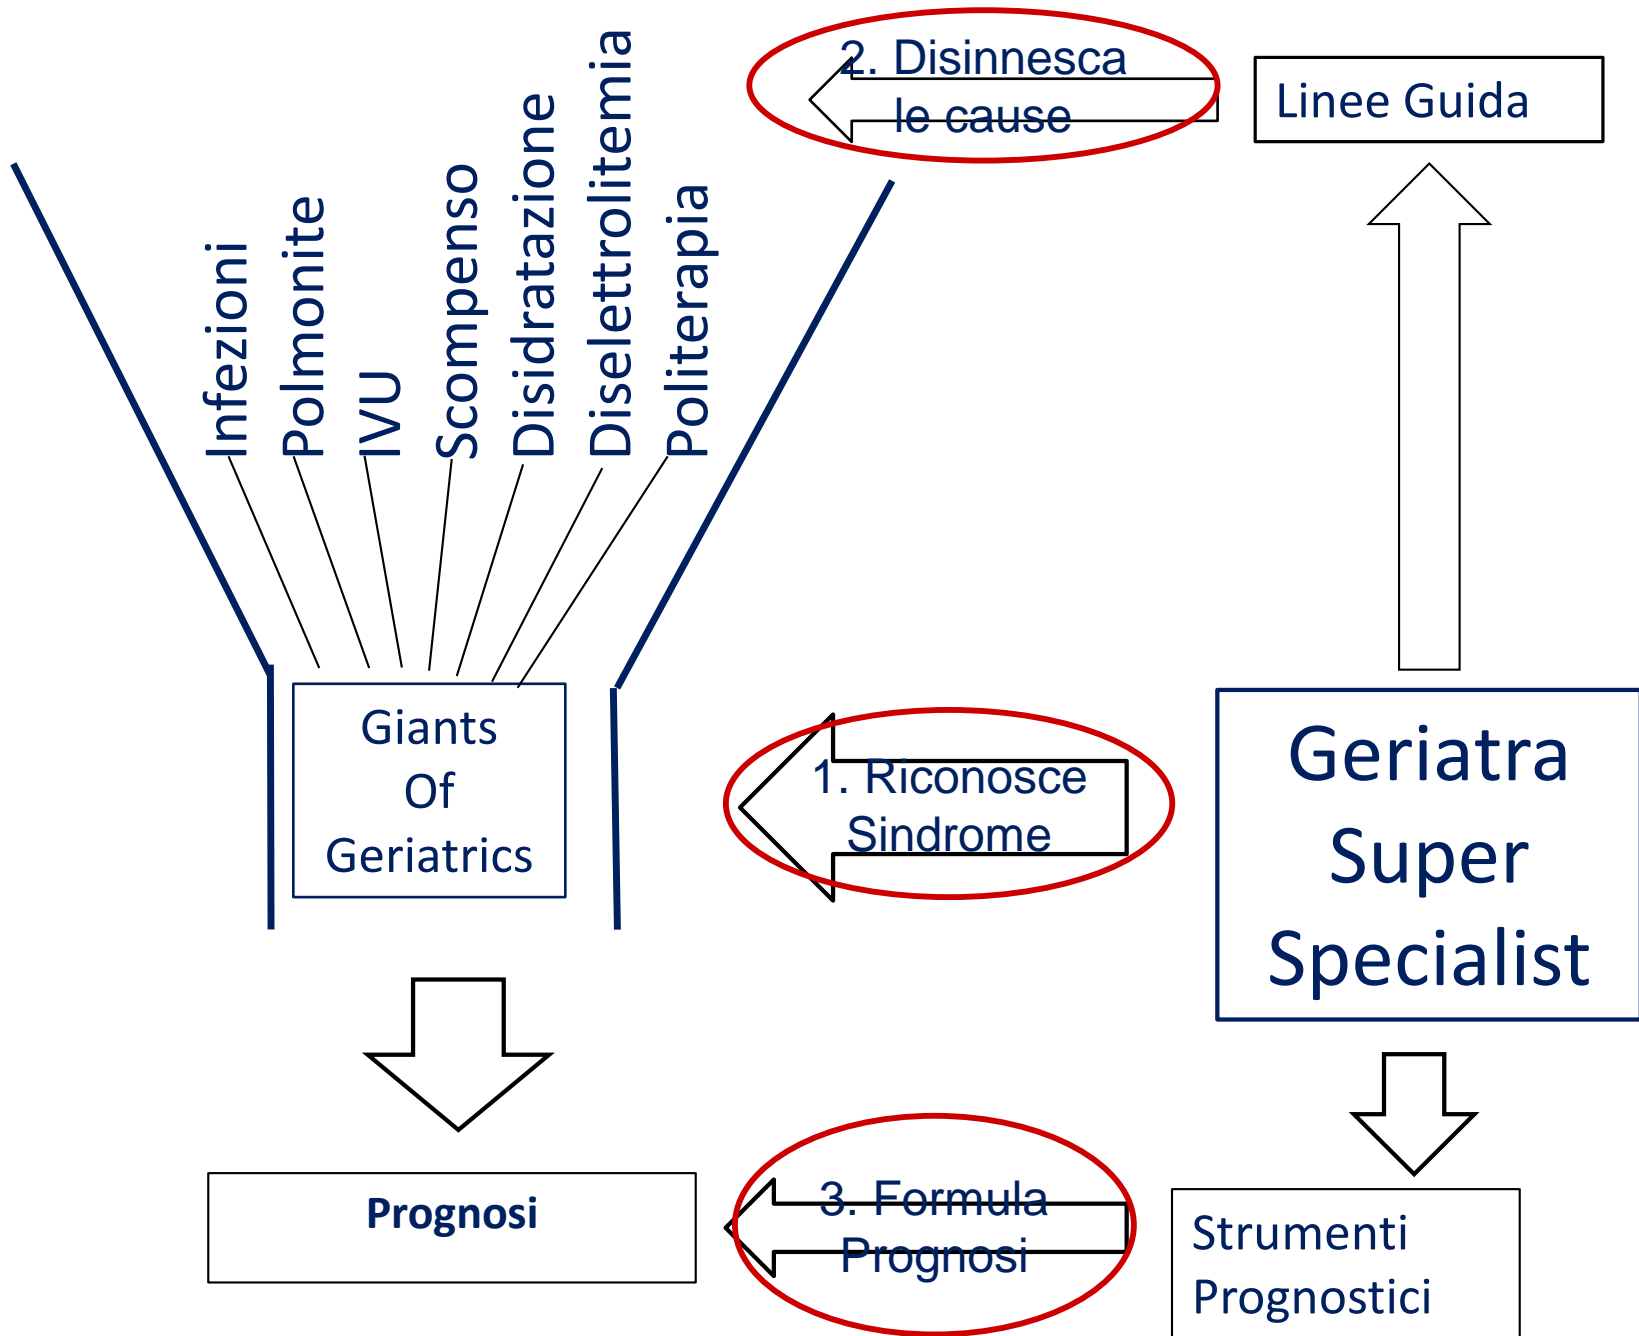 2. Disinnesca
le cause
Linee Guida
Infezioni
Polmonite
IVU
Scompenso
Disidratazione
Diselettrolitemia
Politerapia
Giants
Of
Geriatrics
1. Riconosce
Sindrome
Geriatra
Super
Specialist
Prognosi
3. Formula
Prognosi
Strumenti
Prognostici